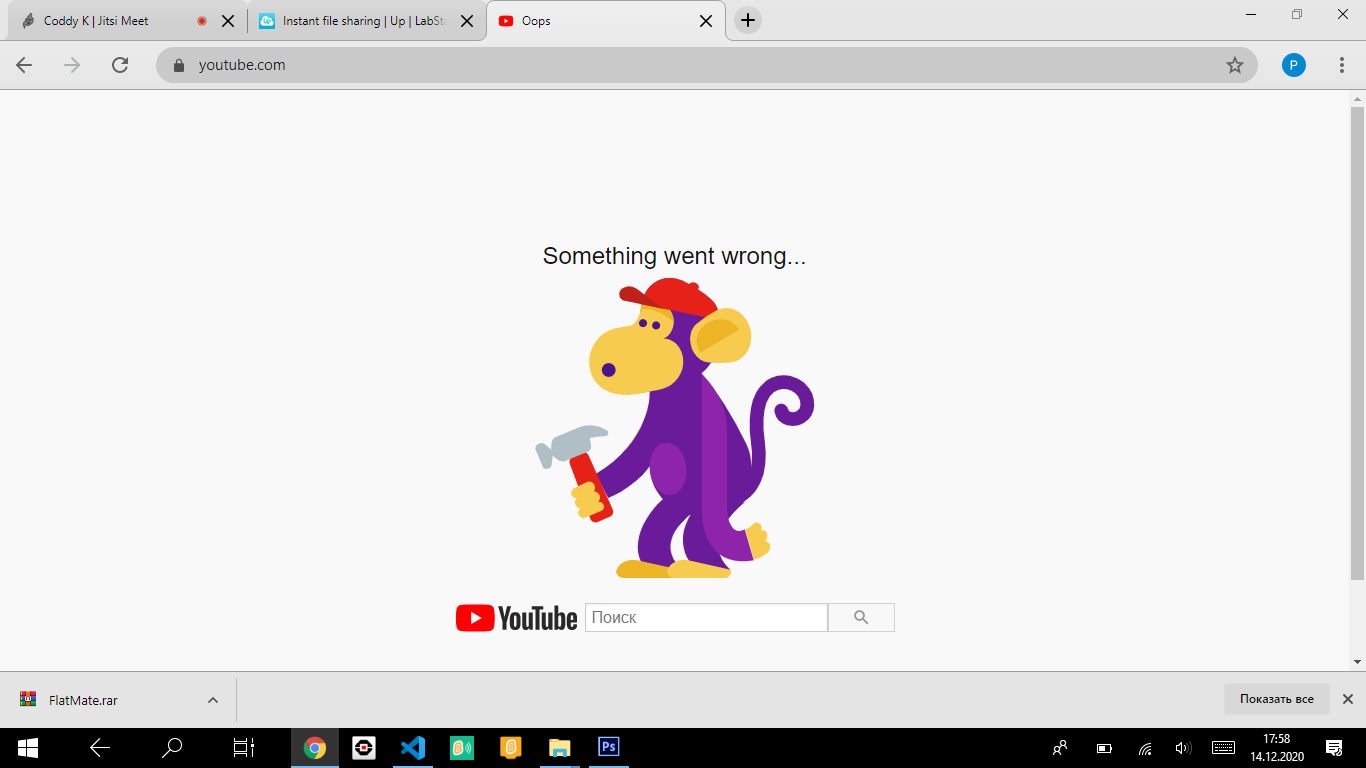 Coddy K | Jitsi Meet
Instant file sharing | Up | LabSt
Oops
youtube.com
P
Something went wrong...
YouTube
Поиск
FlatMate.rar
Показать все
Ps
17:58
14.12.2020